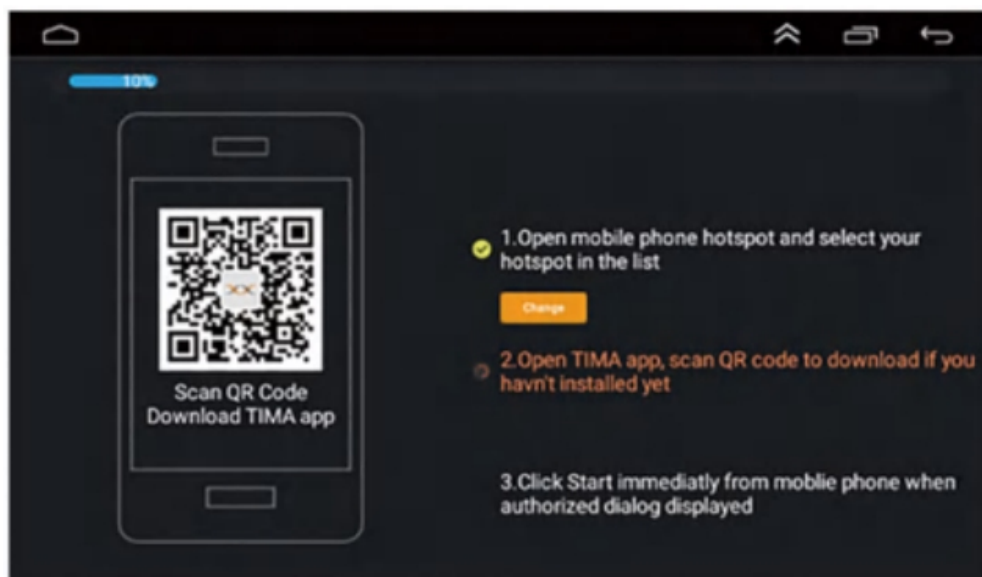 10%
Scan QR Code
Download TIMA app
1.Open mobile phone hotspot and select your
hotspot in the list
Change
2.Open TIMA app, scan QR code to download if you
havn't installed yet
3.Click Start immediatly from moblie phone when
authorized dialog displayed